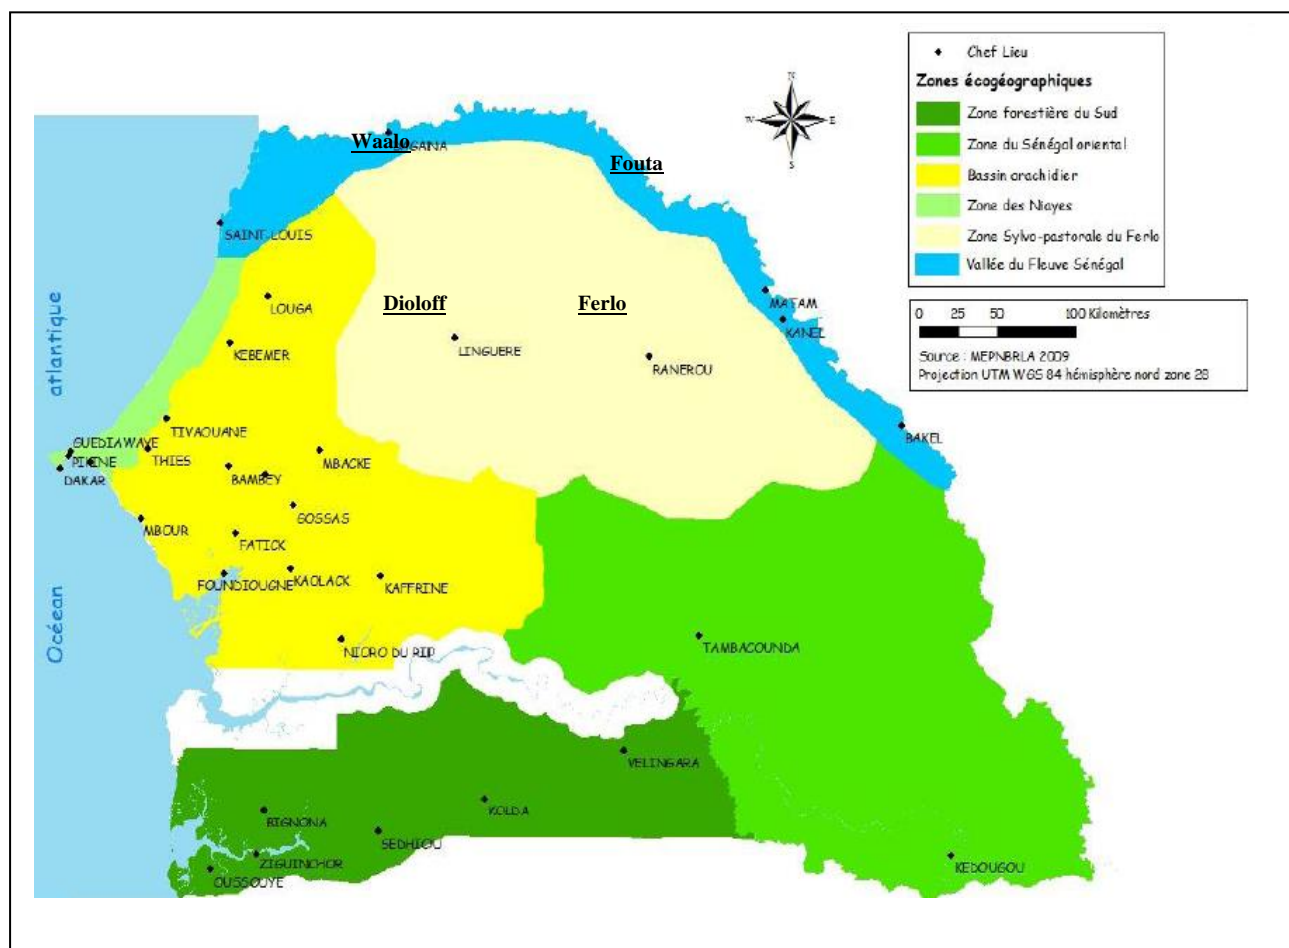 Chef Lieu
Zones écogéographiques
Zone forestière du Sud
Zone du Sénégal oriental
Bassin arachidier
Zone des Niayes
Zone Sylvo-pastorale du Ferlo
Vallée du Fleuve Sénégal
0 25 50 100 Kilomètres
Source : MEPNBRLA 2009
Projection UTM WGS 84 hémisphère nord zone 28
N
W E
S
Waalo
Fouta
SAINT-LOUIS
Dioloff
Ferlo
LOUGA
MATAM
KANEL
KEBEMER
LINGUERE
RANEROU
atlantique
Océean
TIVAOUANE
BAKEL
GUEDIAWAYE
PIKINE
THIES
MBACKE
DAKAR
BAMBEY
GOSSAS
MBOUR
FATICK
FOUNDIOUGNE
KAOLACK
KAFFRINE
NIORO DU RIP
TAMBACOUNDA
VELINGARA
KOLDA
BIGNONA
SEDHIOU
ZIGUINCHOR
OUSSOUYE
KEDOUGOU